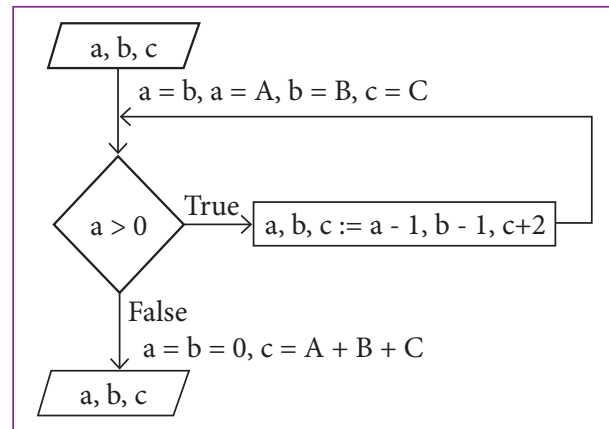 a, b, c
a = b, a = A, b = B, c = C
a > 0
True
a, b, c := a - 1, b - 1, c+2
False
a = b = 0, c = A + B + C
a, b, c